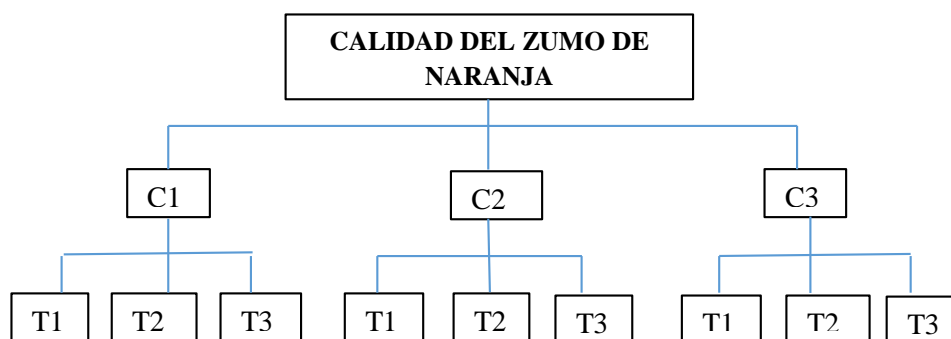 CALIDAD DEL ZUMO DE
NARANJA
C1 C2 C3
T1 T2 T3 T1 T2 T3 T1 T2 T3